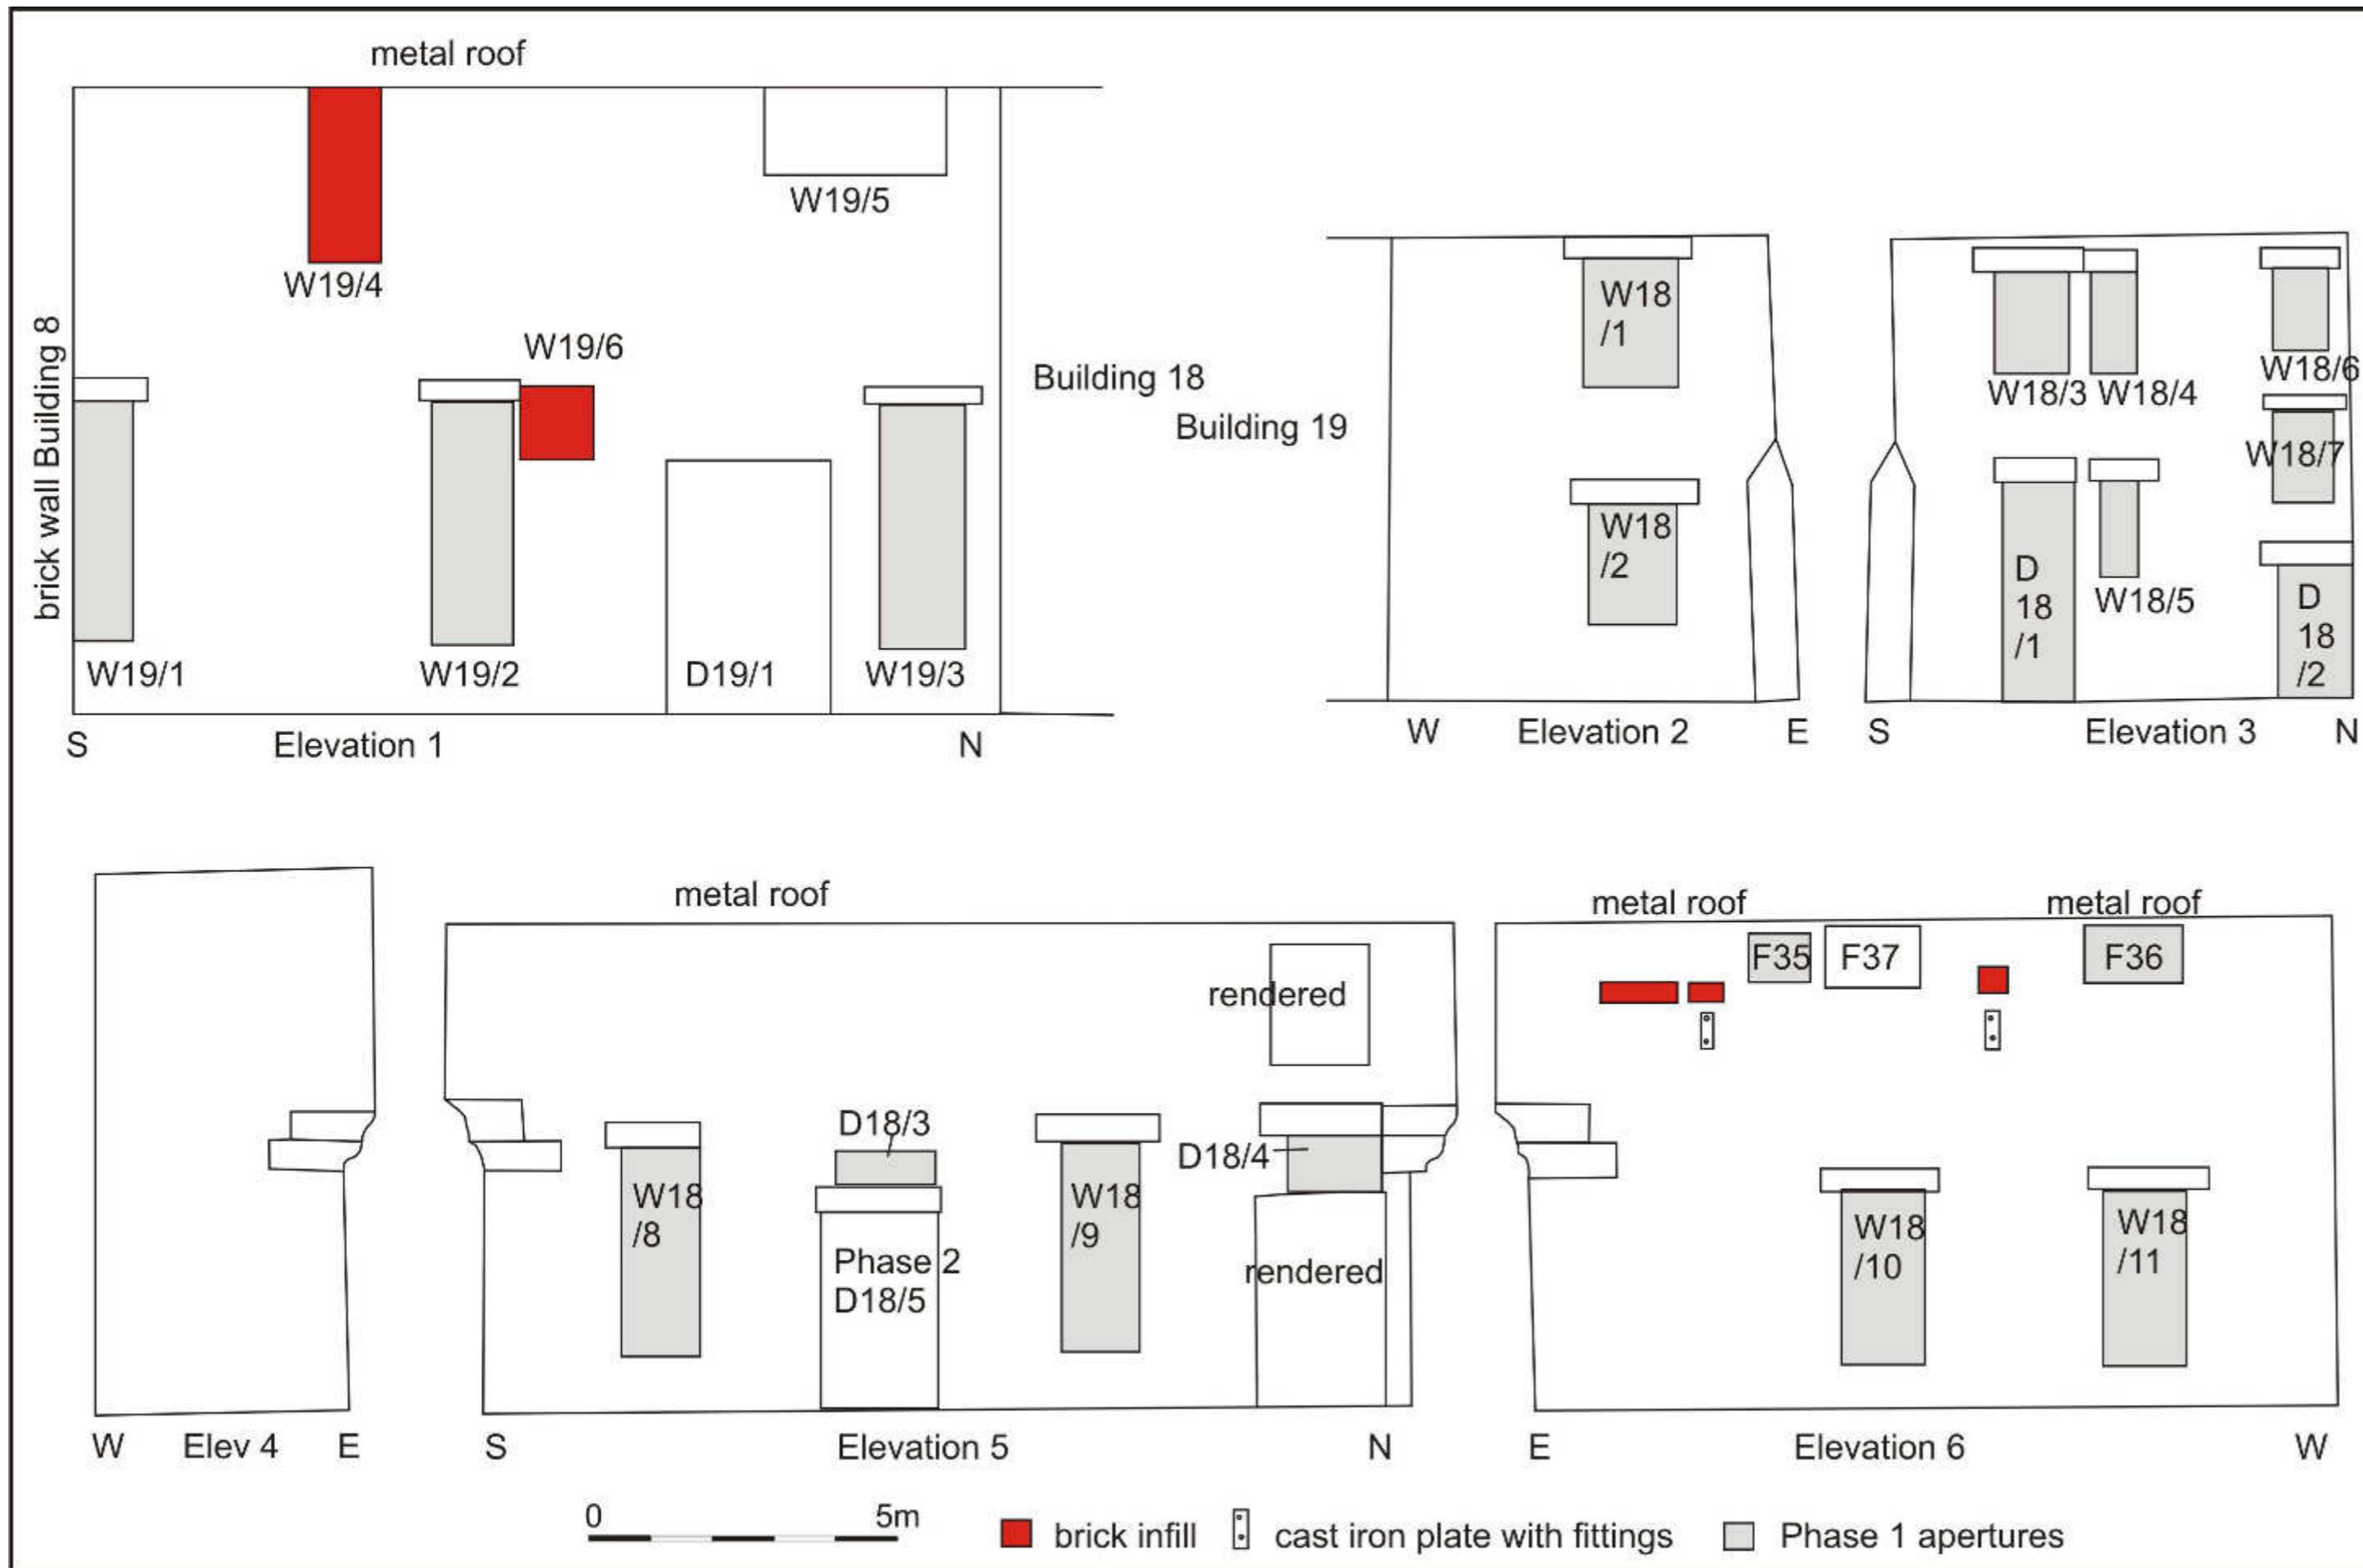 metal roof
W19/5
W19/4
brick wall Building 8
W19/6
Building 18
Building 19
W19/1
W19/2
D19/1
W19/3
S
Elevation 1
N
W18
/1
W18
/2
W
Elevation 2
E
W18/3
W18/4
W18/6
W18/7
D
18
/1
W18/5
D
18
/2
S
Elevation 3
N
W
Elev 4
E
metal roof
rendered
D18/3
D18/4
W18
/8
W18
/9
Phase 2
D18/5
rendered
S
Elevation 5
N
metal roof
metal roof
F35
F37
F36
W18
/10
W18
/11
E
Elevation 6
W
0
5m
brick infill
cast iron plate with fittings
Phase 1 apertures